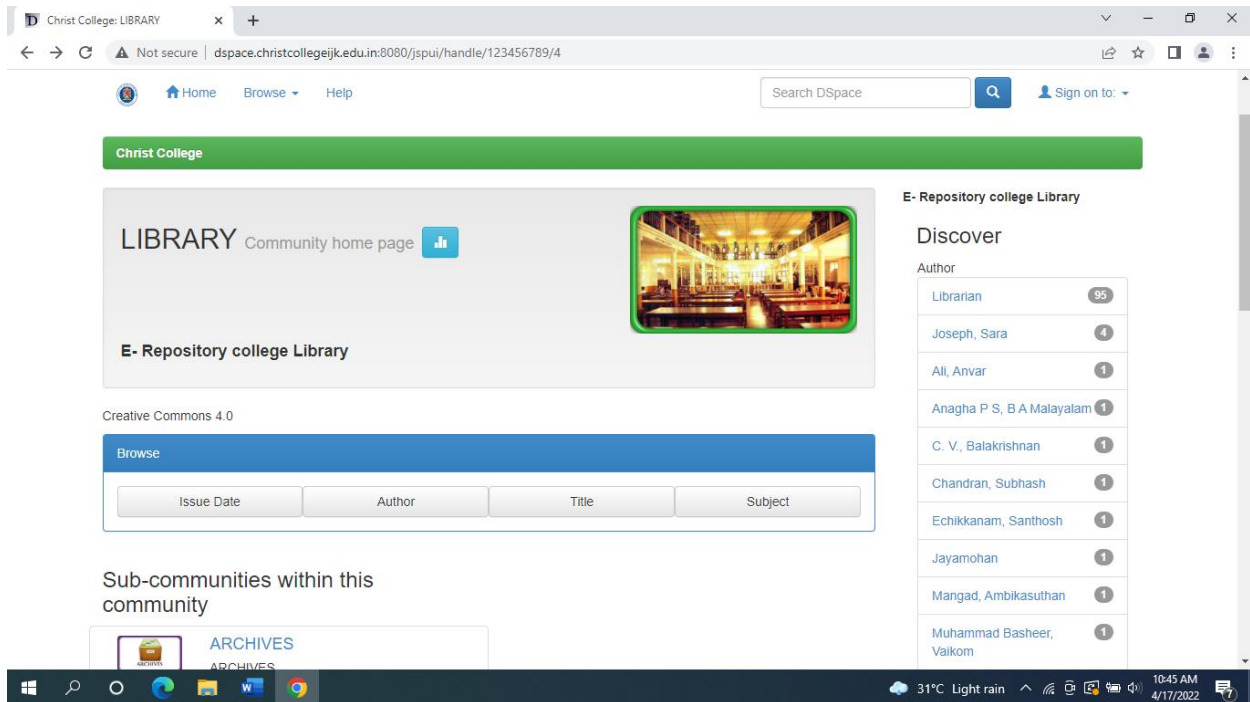 Christ College: LIBRARY
Not secure | dspace.christcollegeijk.edu.in:8080/jspui/handle/123456789/4
Home Browse Help Search DSpace Sign on to:
Christ College
LIBRARY Community home page
E- Repository college Library
Creative Commons 4.0
Browse
Issue Date Author Title Subject
Sub-communities within this
community
ARCHIVES
ARCHIVES
ARCHIVES
E- Repository college Library
Discover
Author
Librarian 95
Joseph, Sara 4
Ali, Anvar 1
Anagha P S, B A Malayalam 1
C. V., Balakrishnan 1
Chandran, Subhash 1
Echikkanam, Santhosh 1
Jayamohan 1
Mangad, Ambikasuthan 1
Muhammad Basheer, 1
Vaikom
31°C Light rain
10:45 AM
4/17/2022
7